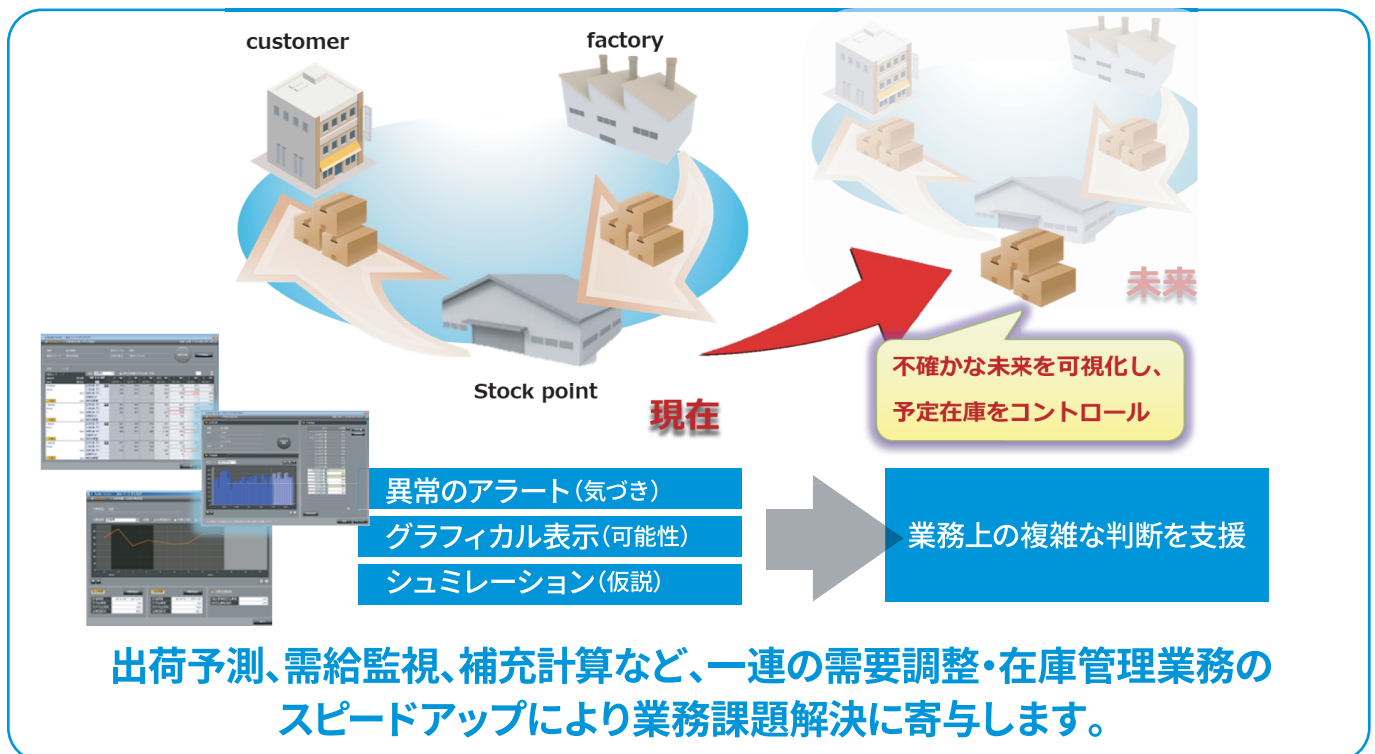 customer
factory
未来
Stock point
現在
不確かな未来を可視化し、
予定在庫をコントロール
異常のアラート(気づき)
グラフィカル表示(可能性)
シュミレーション(仮説)
業務上の複雑な判断を支援
出荷予測、需給監視、補充計算など、一連の需要調整・在庫管理業務の
スピードアップにより業務課題解決に寄与します。